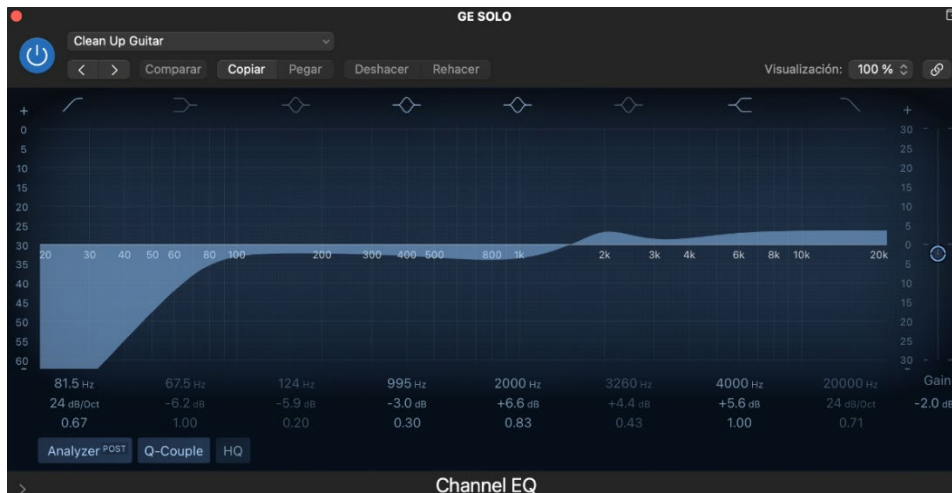 GE SOLO
Clean Up Guitar
Comparar Copiar Pegar Deshacer Rehacer Visualización: 100 %
+ +
0 30
5 25
10 20
15 15
20 10
25 5
30 20 30 40 50 60 80 100 200 300 400 500 800 1k 2k 3k 4k 6k 8k 10k 20k 0
35 5
40 10
45 15
50 20
55 25
60 30
- -
81.5 Hz 67.5 Hz 124 Hz 995 Hz 2000 Hz 3260 Hz 4000 Hz 20000 Hz Gain
24 dB/Oct -6.2 dB -5.9 dB -3.0 dB +6.6 dB +4.4 dB +5.6 dB 24 dB/Oct -2.0 dB
0.67 1.00 0.20 0.30 0.83 0.43 1.00 0.71
Analyzer POST Q-Couple HQ
Channel EQ